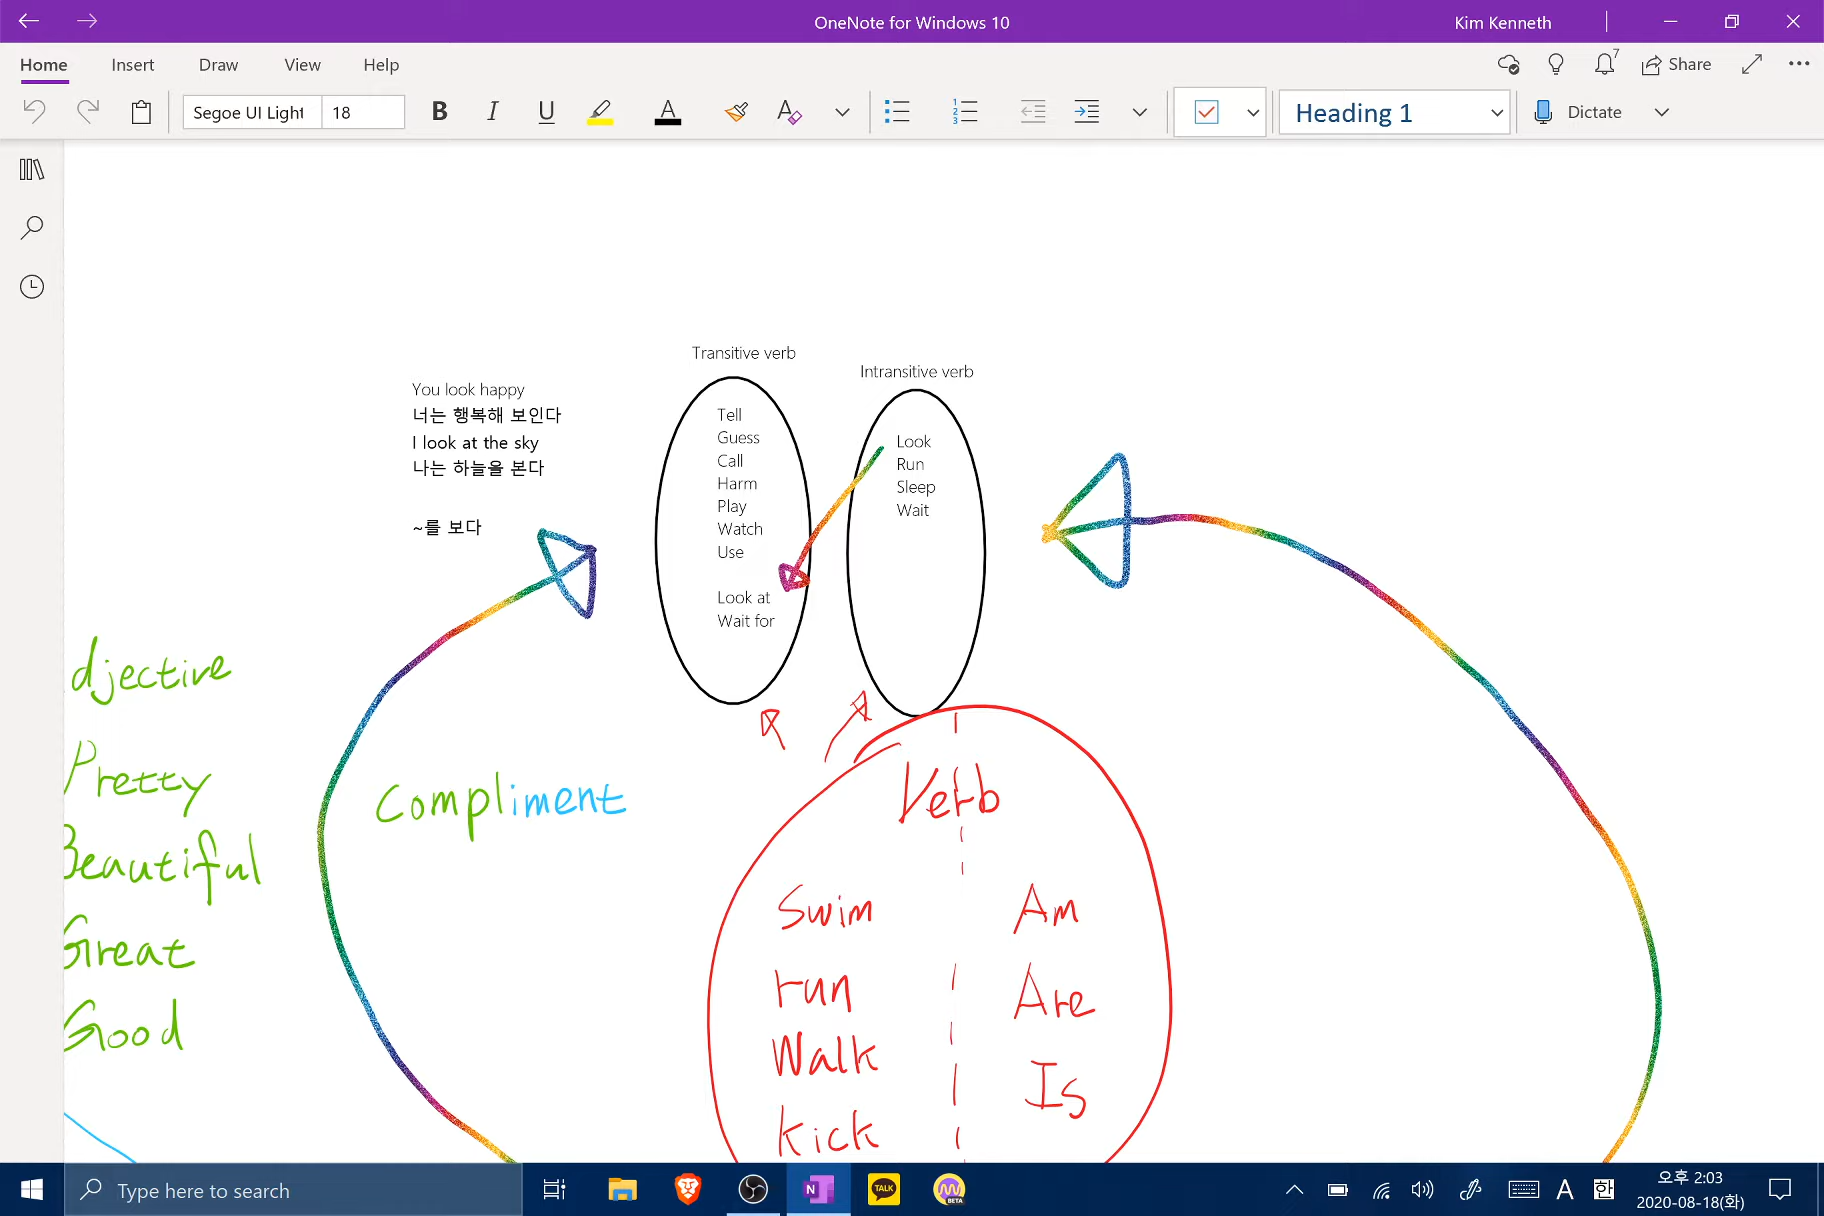 OneNote for Windows 10
Kim Kenneth
Home
Insert
Draw
View
Help
7
Share
Segoe UI Light
18
B
I
U
A
A
Heading 1
Dictate
Transitive verb
Intransitive verb
You look happy
너는 행복해 보인다
I look at the sky
나는 하늘을 본다
~를 보다
Tell
Guess
Call
Harm
Play
Watch
Use
Look at
Wait for
Look
Run
Sleep
Wait
djective
Pretty
Beautiful
Great
Good
Compliment
Verb
Swim
run
Walk
kick
Am
Are
Is
Type here to search
N
TALK
BETA
A
한
오후 2:03
2020-08-18(화)